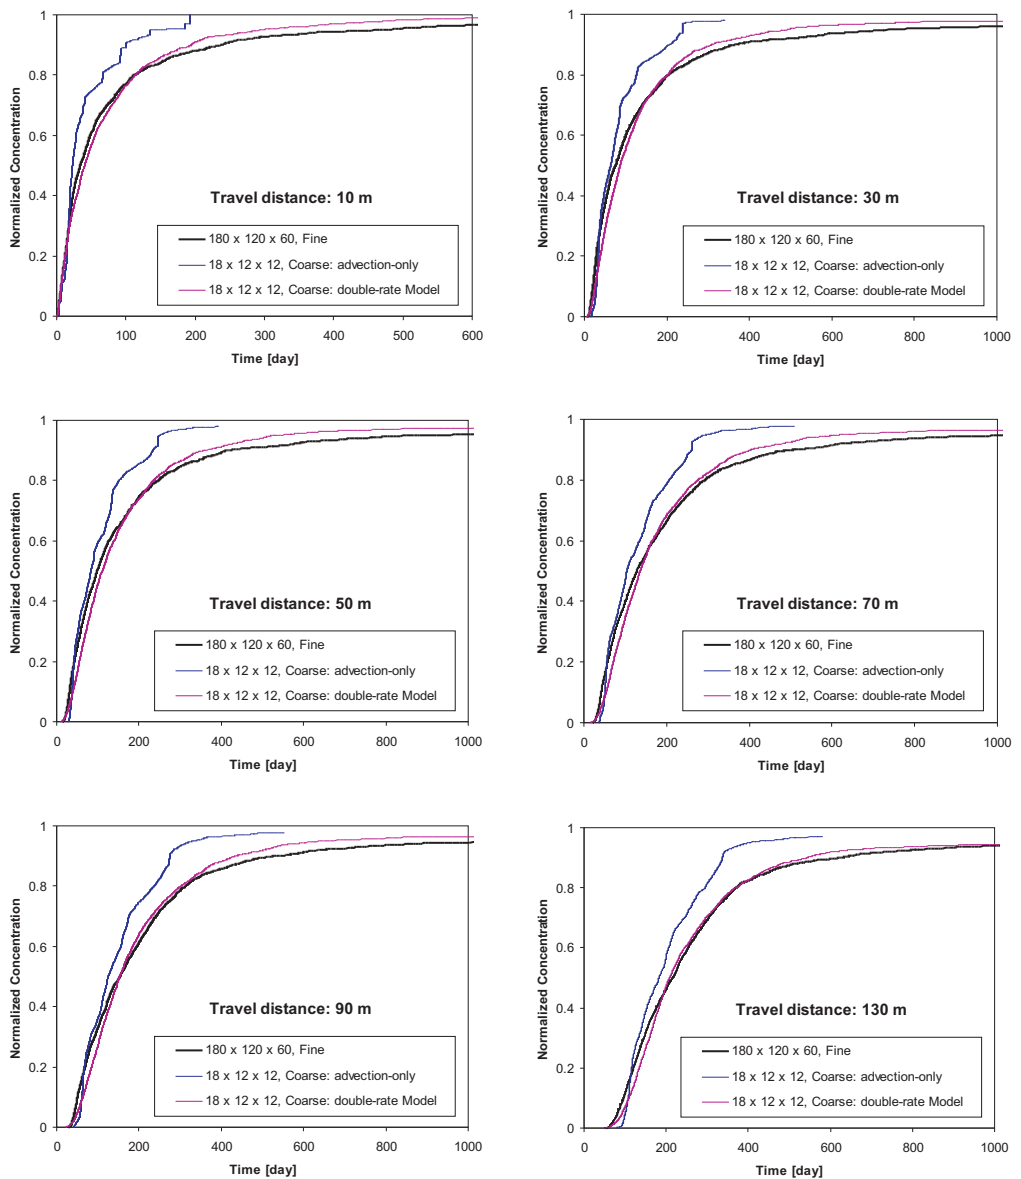 1
0.8
0.6
0.4
0.2
0
Normalized Concentration
Travel distance: 10 m
180 x 120 x 60, Fine
18 x 12 x 12, Coarse: advection-only
18 x 12 x 12, Coarse: double-rate Model
0 100 200 300 400 500 600
Time [day]
1
0.8
0.6
0.4
0.2
0
Normalized Concentration
Travel distance: 30 m
180 x 120 x 60, Fine
18 x 12 x 12, Coarse: advection-only
18 x 12 x 12, Coarse: double-rate Model
0 200 400 600 800 1000
Time [day]
1
0.8
0.6
0.4
0.2
0
Normalized Concentration
Travel distance: 50 m
180 x 120 x 60, Fine
18 x 12 x 12, Coarse: advection-only
18 x 12 x 12, Coarse: double-rate Model
0 200 400 600 800 1000
Time [day]
1
0.8
0.6
0.4
0.2
0
Normalized Concentration
Travel distance: 70 m
180 x 120 x 60, Fine
18 x 12 x 12, Coarse: advection-only
18 x 12 x 12, Coarse: double-rate Model
0 200 400 600 800 1000
Time [day]
1
0.8
0.6
0.4
0.2
0
Normalized Concentration
Travel distance: 90 m
180 x 120 x 60, Fine
18 x 12 x 12, Coarse: advection-only
18 x 12 x 12, Coarse: double-rate Model
0 200 400 600 800 1000
Time [day]
1
0.8
0.6
0.4
0.2
0
Normalized Concentration
Travel distance: 130 m
180 x 120 x 60, Fine
18 x 12 x 12, Coarse: advection-only
18 x 12 x 12, Coarse: double-rate Model
0 200 400 600 800 1000
Time [day]